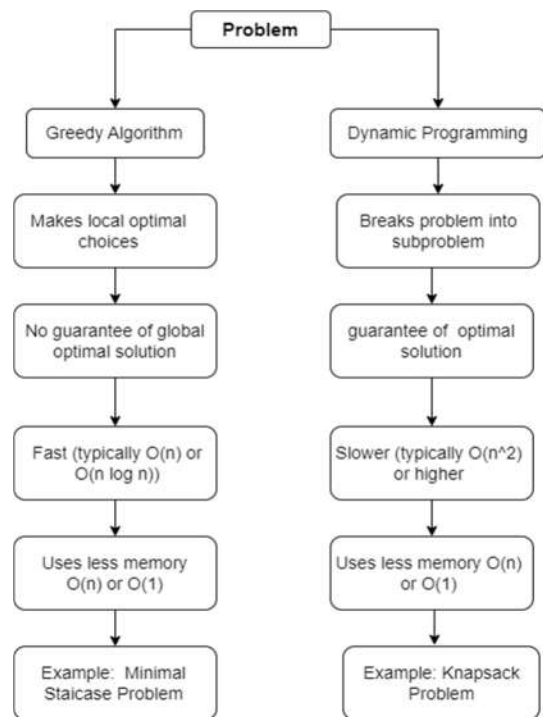 Problem
Greedy Algorithm
Makes local optimal
choices
No guarantee of global
optimal solution
Fast (typically O(n) or
O(n log n))
Uses less memory
O(n) or O(1)
Example: Minimal
Staicase Problem
Dynamic Programming
Breaks problem into
subproblem
guarantee of optimal
solution
Slower (typically O(n^2)
or higher
Uses less memory O(n)
or O(1)
Example: Knapsack
Problem